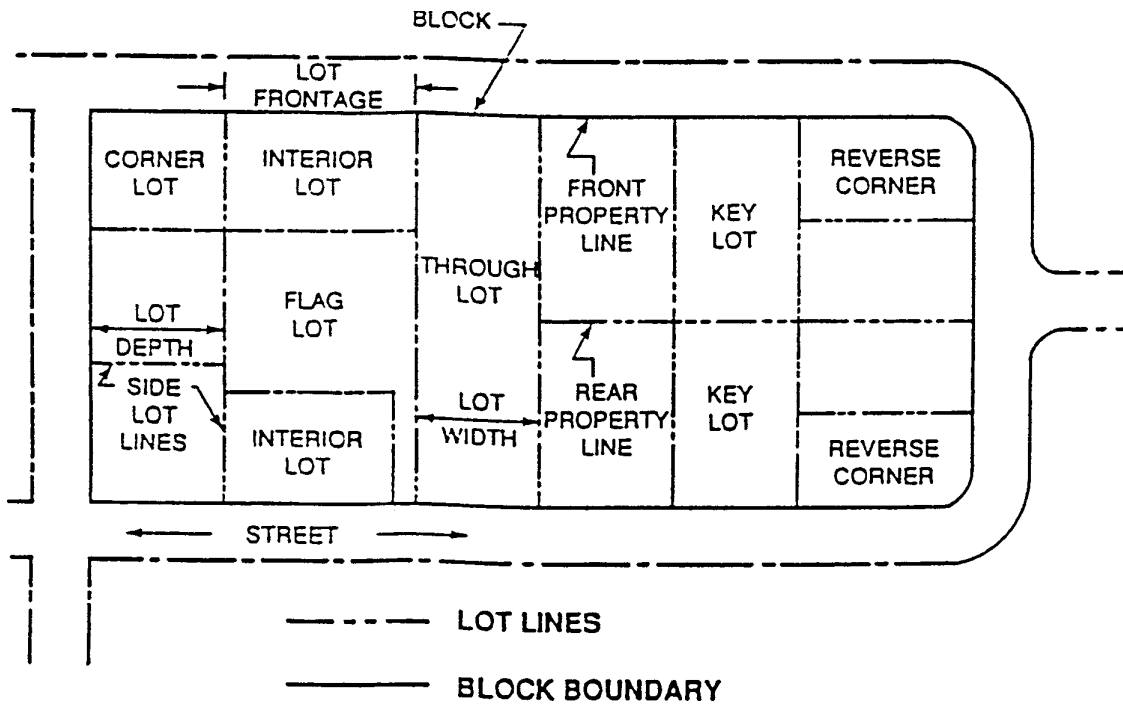 BLOCK
LOT
FRONTAGE
CORNER
LOT
INTERIOR
LOT
FRONT
PROPERTY
LINE
KEY
LOT
REVERSE
CORNER
THROUGH
LOT
FLAG
LOT
LOT
DEPTH
SIDE
LOT
LINES
INTERIOR
LOT
LOT
WIDTH
REAR
PROPERTY
LINE
KEY
LOT
REVERSE
CORNER
STREET
LOT LINES
BLOCK BOUNDARY